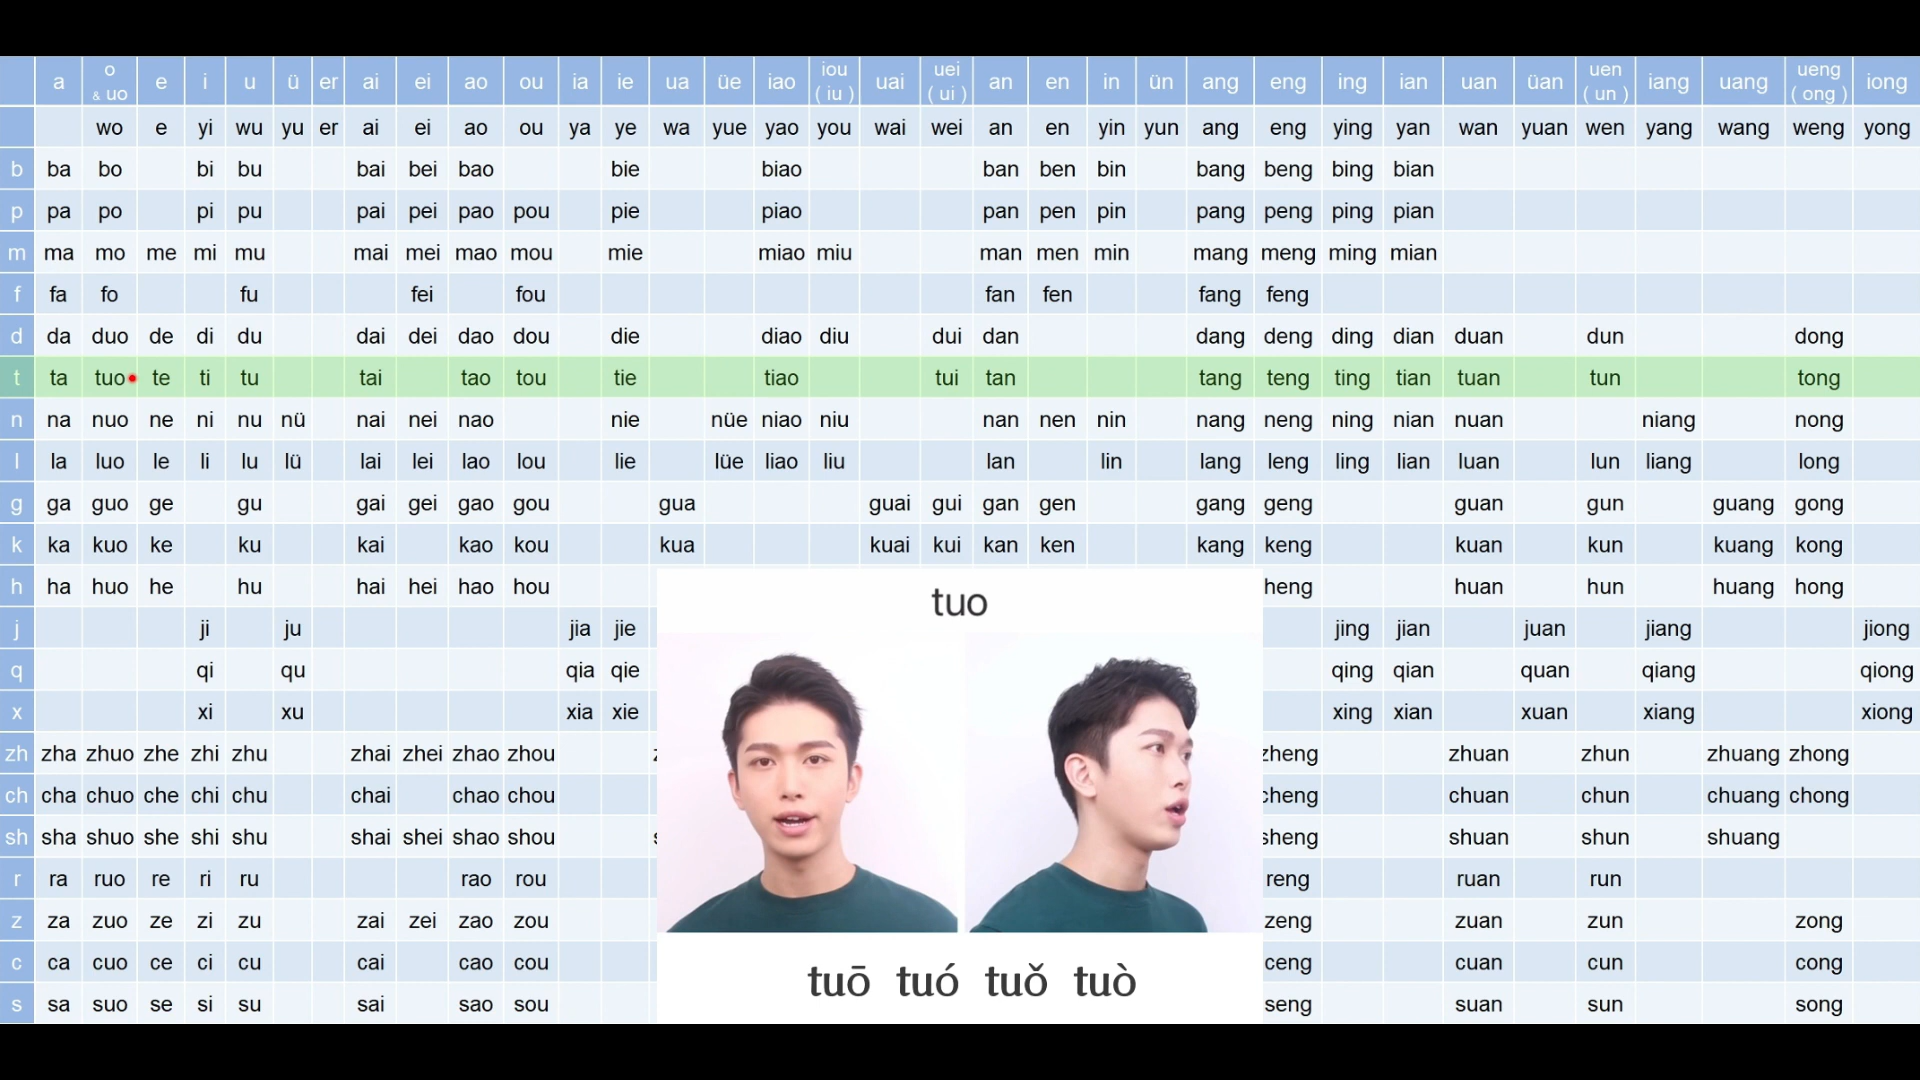 a o & uo e i u ü er ai ei ao ou ia ie ua üe iao iou ( iu ) uai uei ( ui ) an en in ün ang eng ing ian uan üan uen ( un ) iang uang ueng ( ong ) iong
wo e yi wu yu er ai ei ao ou ya ye wa yue yao you wai wei an en yin yun ang eng ying yan wan yuan wen yang wang weng yong
b ba bo bi bu bai bei bao bie biao ban ben bin bang beng bing bian
p pa po pi pu pai pei pao pou pie piao pan pen pin pang peng ping pian
m ma mo me mi mu mai mei mao mou mie miao miu man men min mang meng ming mian
f fa fo fu fei fou fan fen fang feng
d da duo de di du dai dei dao dou die diao diu dui dan dang deng ding dian duan dun dong
t ta tuo te ti tu tai tao tou tie tiao tui tan tang teng ting tian tuan tun tong
n na nuo ne ni nu nü nai nei nao nie nüe niao niu nan nen nin nang neng ning nian nuan niang nong
l la luo le li lu lü lai lei lao lou lie lüe liao liu lan lin lang leng ling lian luan lun liang long
g ga guo ge gu gai gei gao gou gua guai gui gan gen gang geng guan gun guang gong
k ka kuo ke ku kai kao kou kua kuai kui kan ken kang keng kuan kun kuang kong
h ha huo he hu hai hei hao hou heng huan hun huang hong
j ji ju jia jie jing jian juan jiang jiong
q qi qu qia qie qing qian quan qiang qiong
x xi xu xia xie xing xian xuan xiang xiong
zh zha zhuo zhe zhi zhu zhai zhei zhao zhou zheng zhuan zhun zhuang zhong
ch cha chuo che chi chu chai chao chou cheng chuan chun chuang chong
sh sha shuo she shi shu shai shei shao shou sheng shuan shun shuang
r ra ruo re ri ru rao rou reng ruan run
z za zuo ze zi zu zai zei zao zou zeng zuan zun zong
c ca cuo ce ci cu cai cao cou ceng cuan cun cong
s sa suo se si su sai sao sou seng suan sun song
tuo
tuō tuó tuǒ tuò